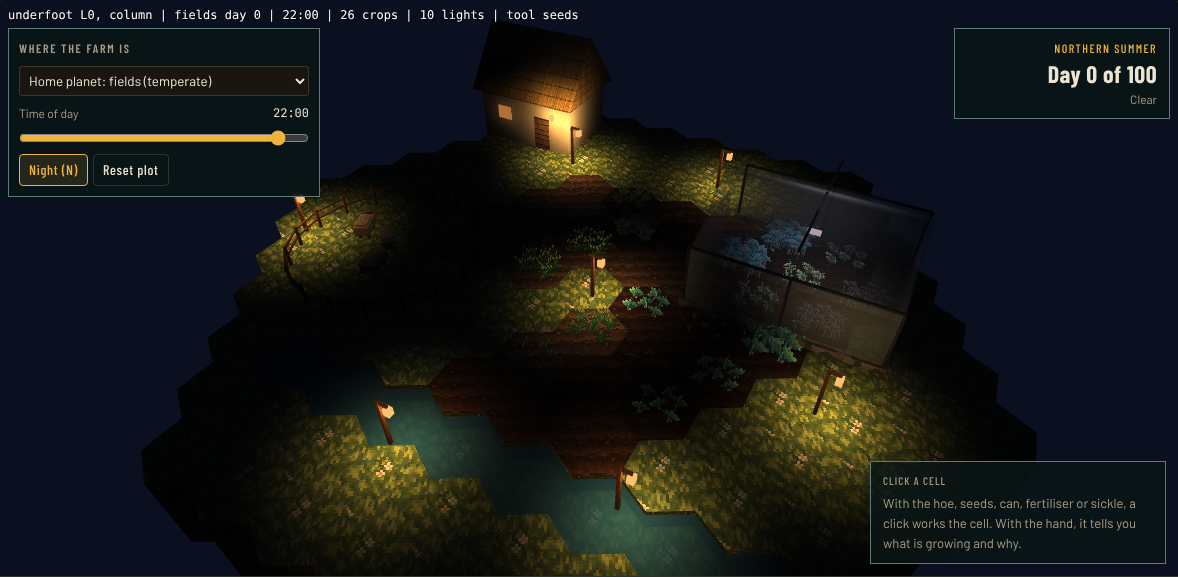 underfoot L0, column | fields day 0 | 22:00 | 26 crops | 10 lights | tool seeds
WHERE THE FARM IS
Home planet: fields (temperate)
Time of day 22:00
Night (N) Reset plot
NORTHERN SUMMER
Day 0 of 100
Clear
CLICK A CELL
With the hoe, seeds, can, fertiliser or sickle, a
click works the cell. With the hand, it tells you
what is growing and why.